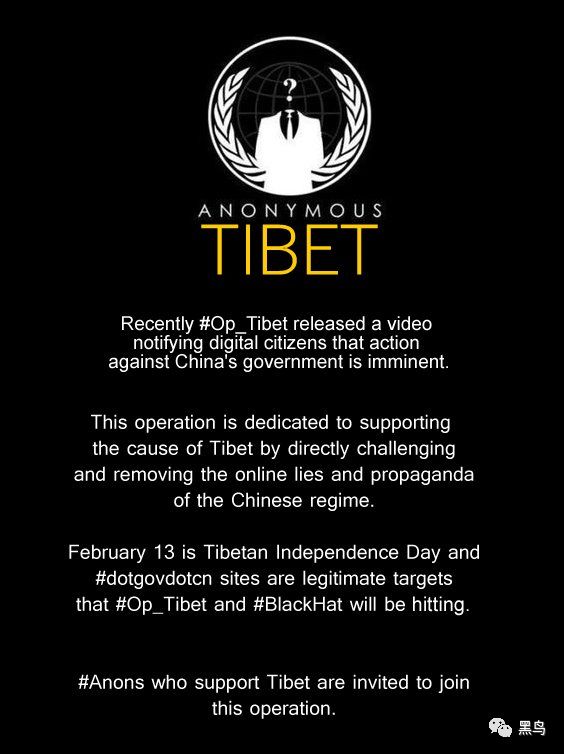 ?
ANONYMOUS
TIBET
Recently #Op_Tibet released a video
notifying digital citizens that action
against China's government is imminent.
This operation is dedicated to supporting
the cause of Tibet by directly challenging
and removing the online lies and propaganda
of the Chinese regime.
February 13 is Tibetan Independence Day and
#dotgovdotcn sites are legitimate targets
that #Op_Tibet and #BlackHat will be hitting.
#Anons who support Tibet are invited to join
this operation.
黑鸟